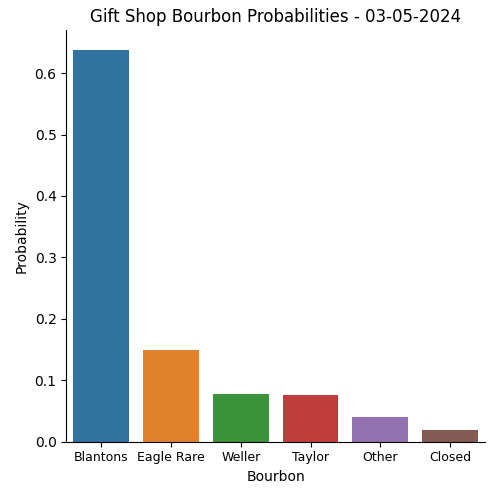 Gift Shop Bourbon Probabilities - 03-05-2024
0.6
0.5
0.4
0.3
0.2
0.1
0.0
Probability
Blantons Eagle Rare Weller Taylor Other Closed
Bourbon